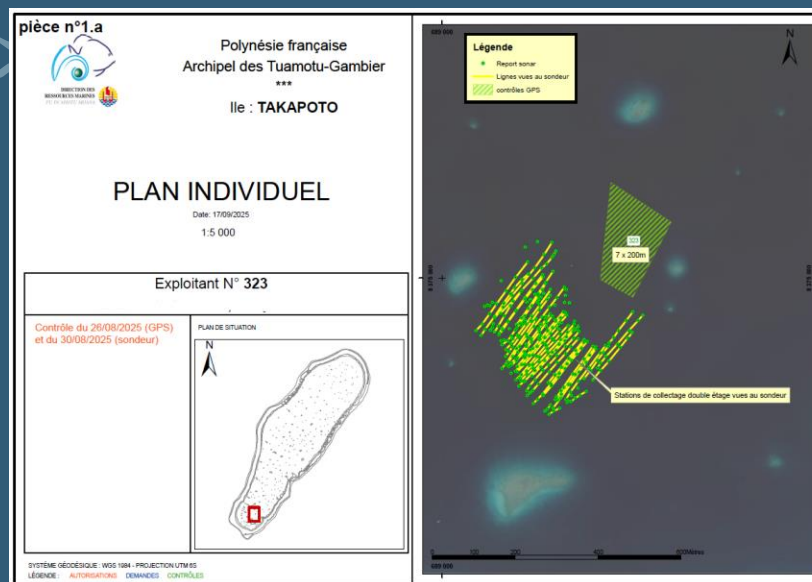 pièce n°1.a
DIRECTION DES
RESSOURCES MARINES
Polynésie française
Archipel des Tuamotu-Gambier
***
Ile : TAKAPOTO
PLAN INDIVIDUEL
Date: 17/09/2025
1:5 000
Exploitant N° 323
Contrôle du 26/08/2025 (GPS)
et du 30/08/2025 (sondeur)
PLAN DE SITUATION
N
SYSTÈME GÉODÉSIQUE : WGS 1984 - PROJECTION UTM 6S
LÉGENDE : AUTORISATIONS DEMANDES CONTRÔLES
Légende
Report sonar
Lignes vues au sondeur
contrôles GPS
N
323
7 x 200m
Stations de collectage double étage vues au sondeur
0 100 200 400 600Mètres